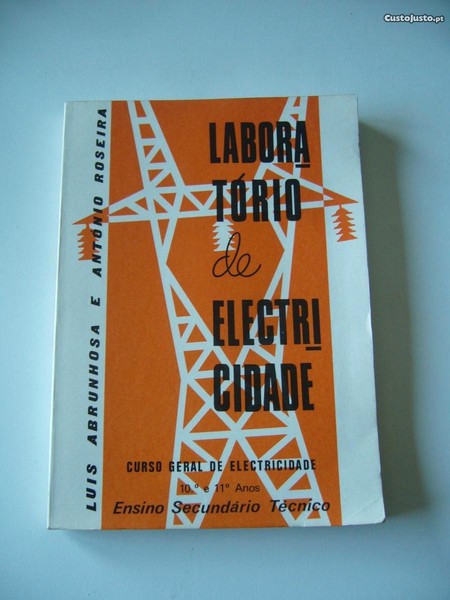 CustoJusto.pt
LUIS ABRUNHOSA E ANTÓNIO ROSEIRA
LABORA
TÓRIO
de
ELECTRI
CIDADE
CURSO GERAL DE ELECTRICIDADE
10.º e 11º Anos
Ensino Secundário Técnico